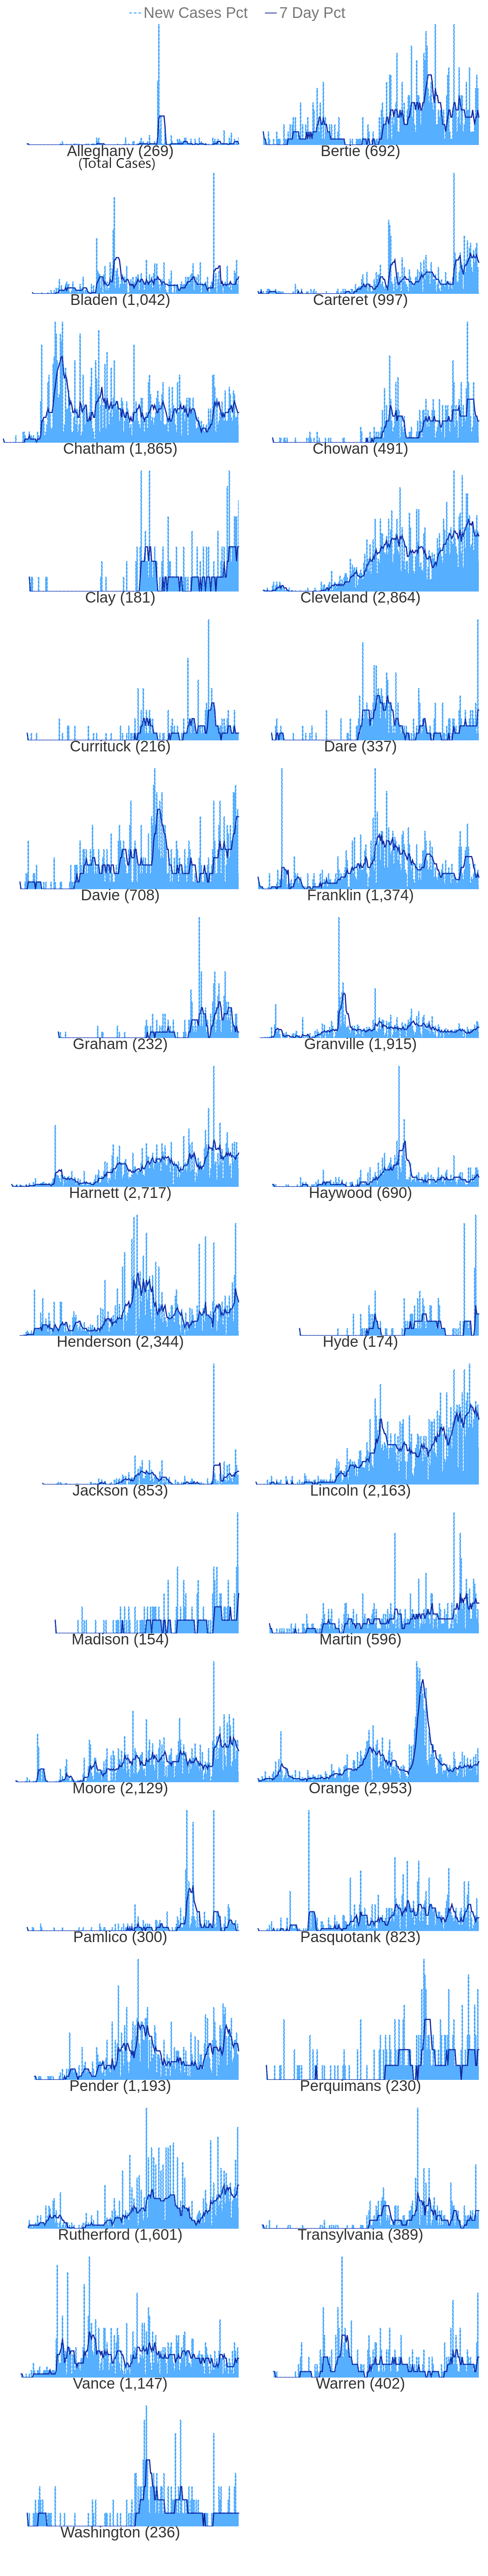 New Cases Pct 7 Day Pct
Alleghany (269) Bertie (692)
(Total Cases)
Bladen (1,042) Carteret (997)
Chatham (1,865) Chowan (491)
Clay (181) Cleveland (2,864)
Currituck (216) Dare (337)
Davie (708) Franklin (1,374)
Graham (232) Granville (1,915)
Harnett (2,717) Haywood (690)
Henderson (2,344) Hyde (174)
Jackson (853) Lincoln (2,163)
Madison (154) Martin (596)
Moore (2,129) Orange (2,953)
Pamlico (300) Pasquotank (823)
Pender (1,193) Perquimans (230)
Rutherford (1,601) Transylvania (389)
Vance (1,147) Warren (402)
Washington (236)